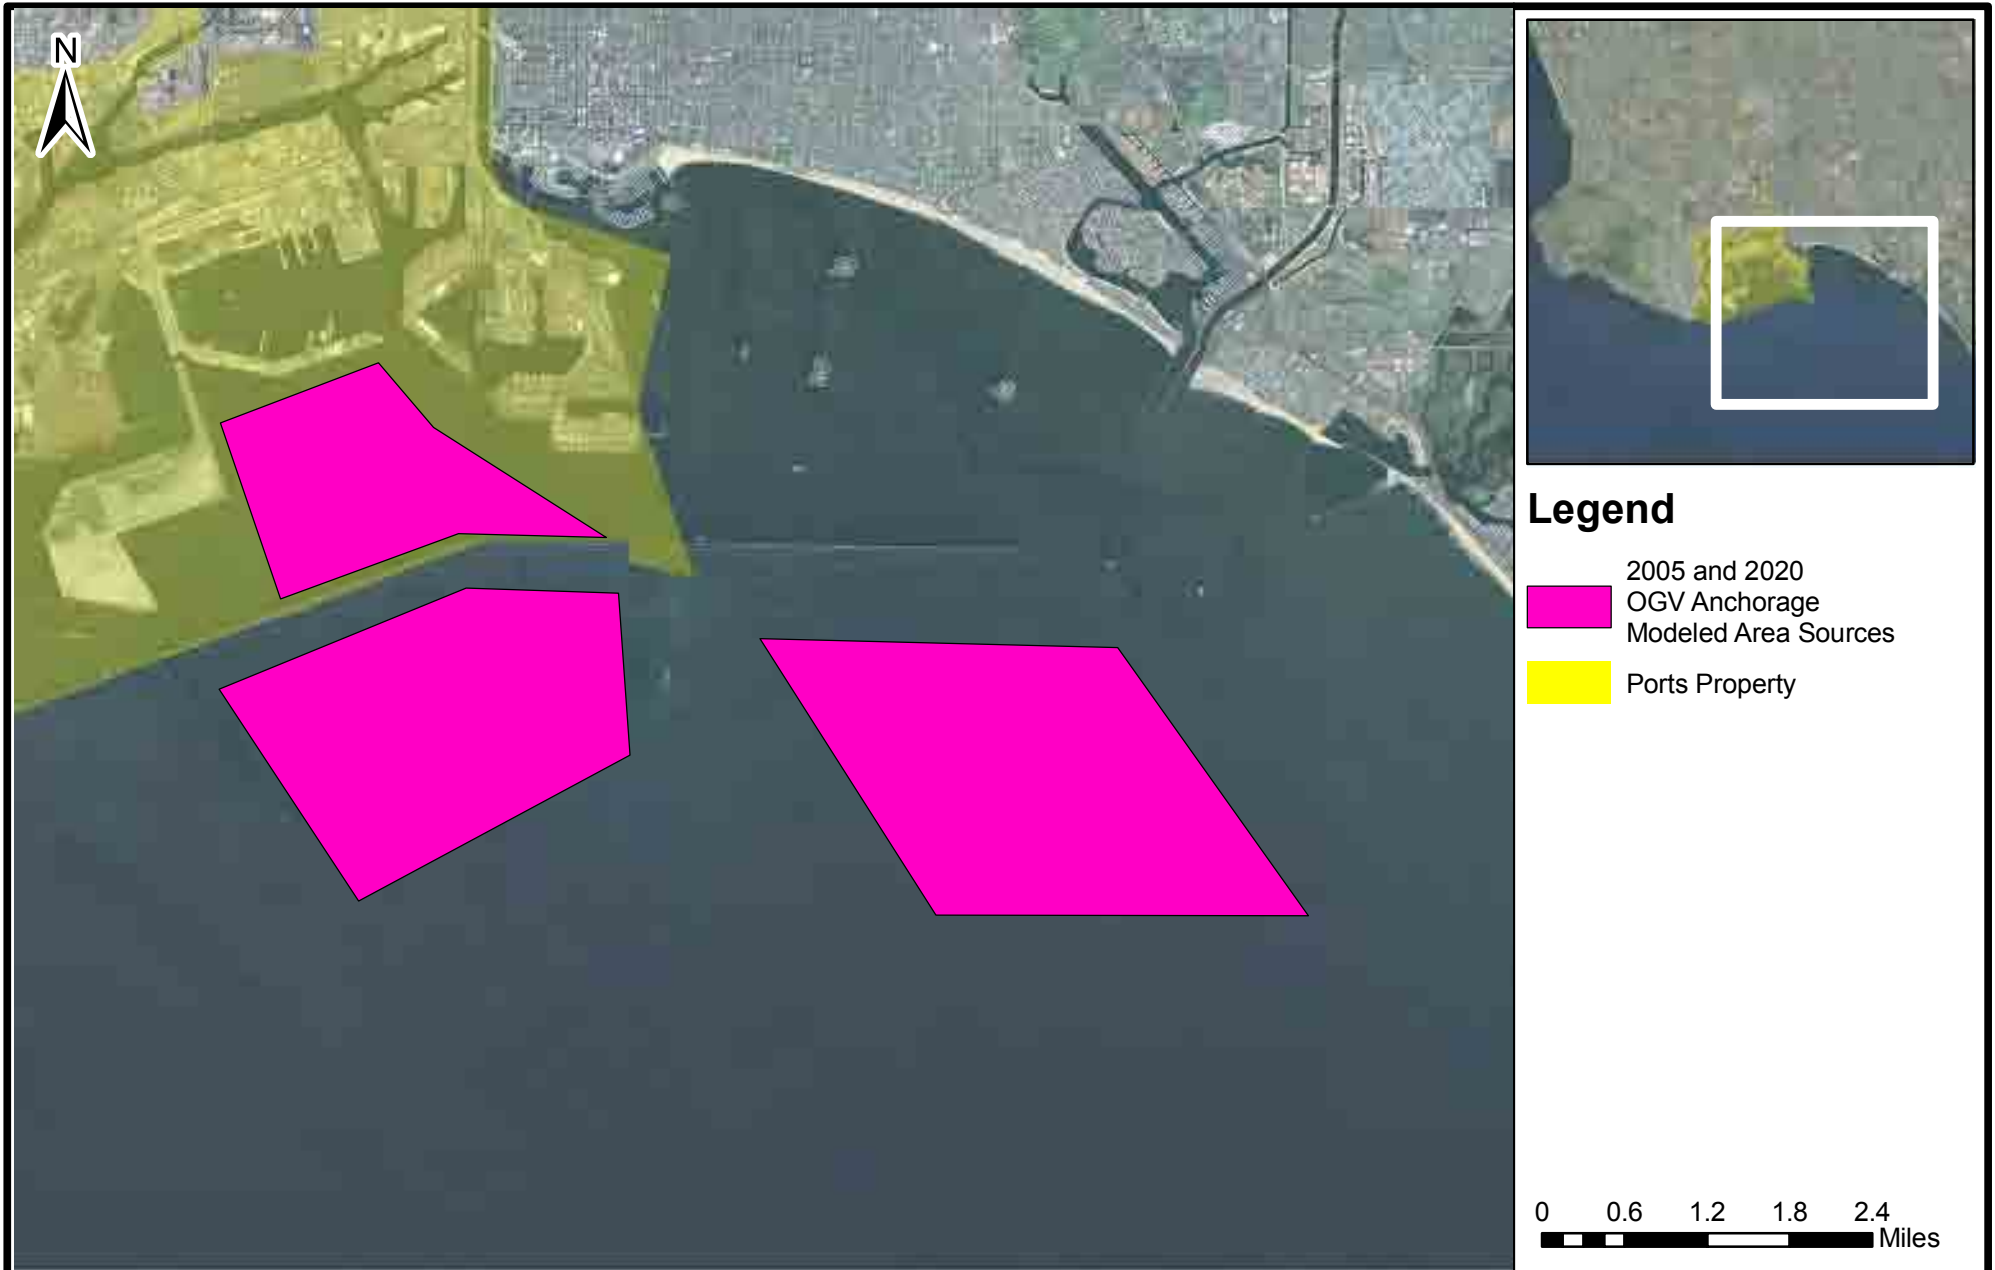 N
Legend
2005 and 2020
OGV Anchorage
Modeled Area Sources
Ports Property
0 0.6 1.2 1.8 2.4
Miles